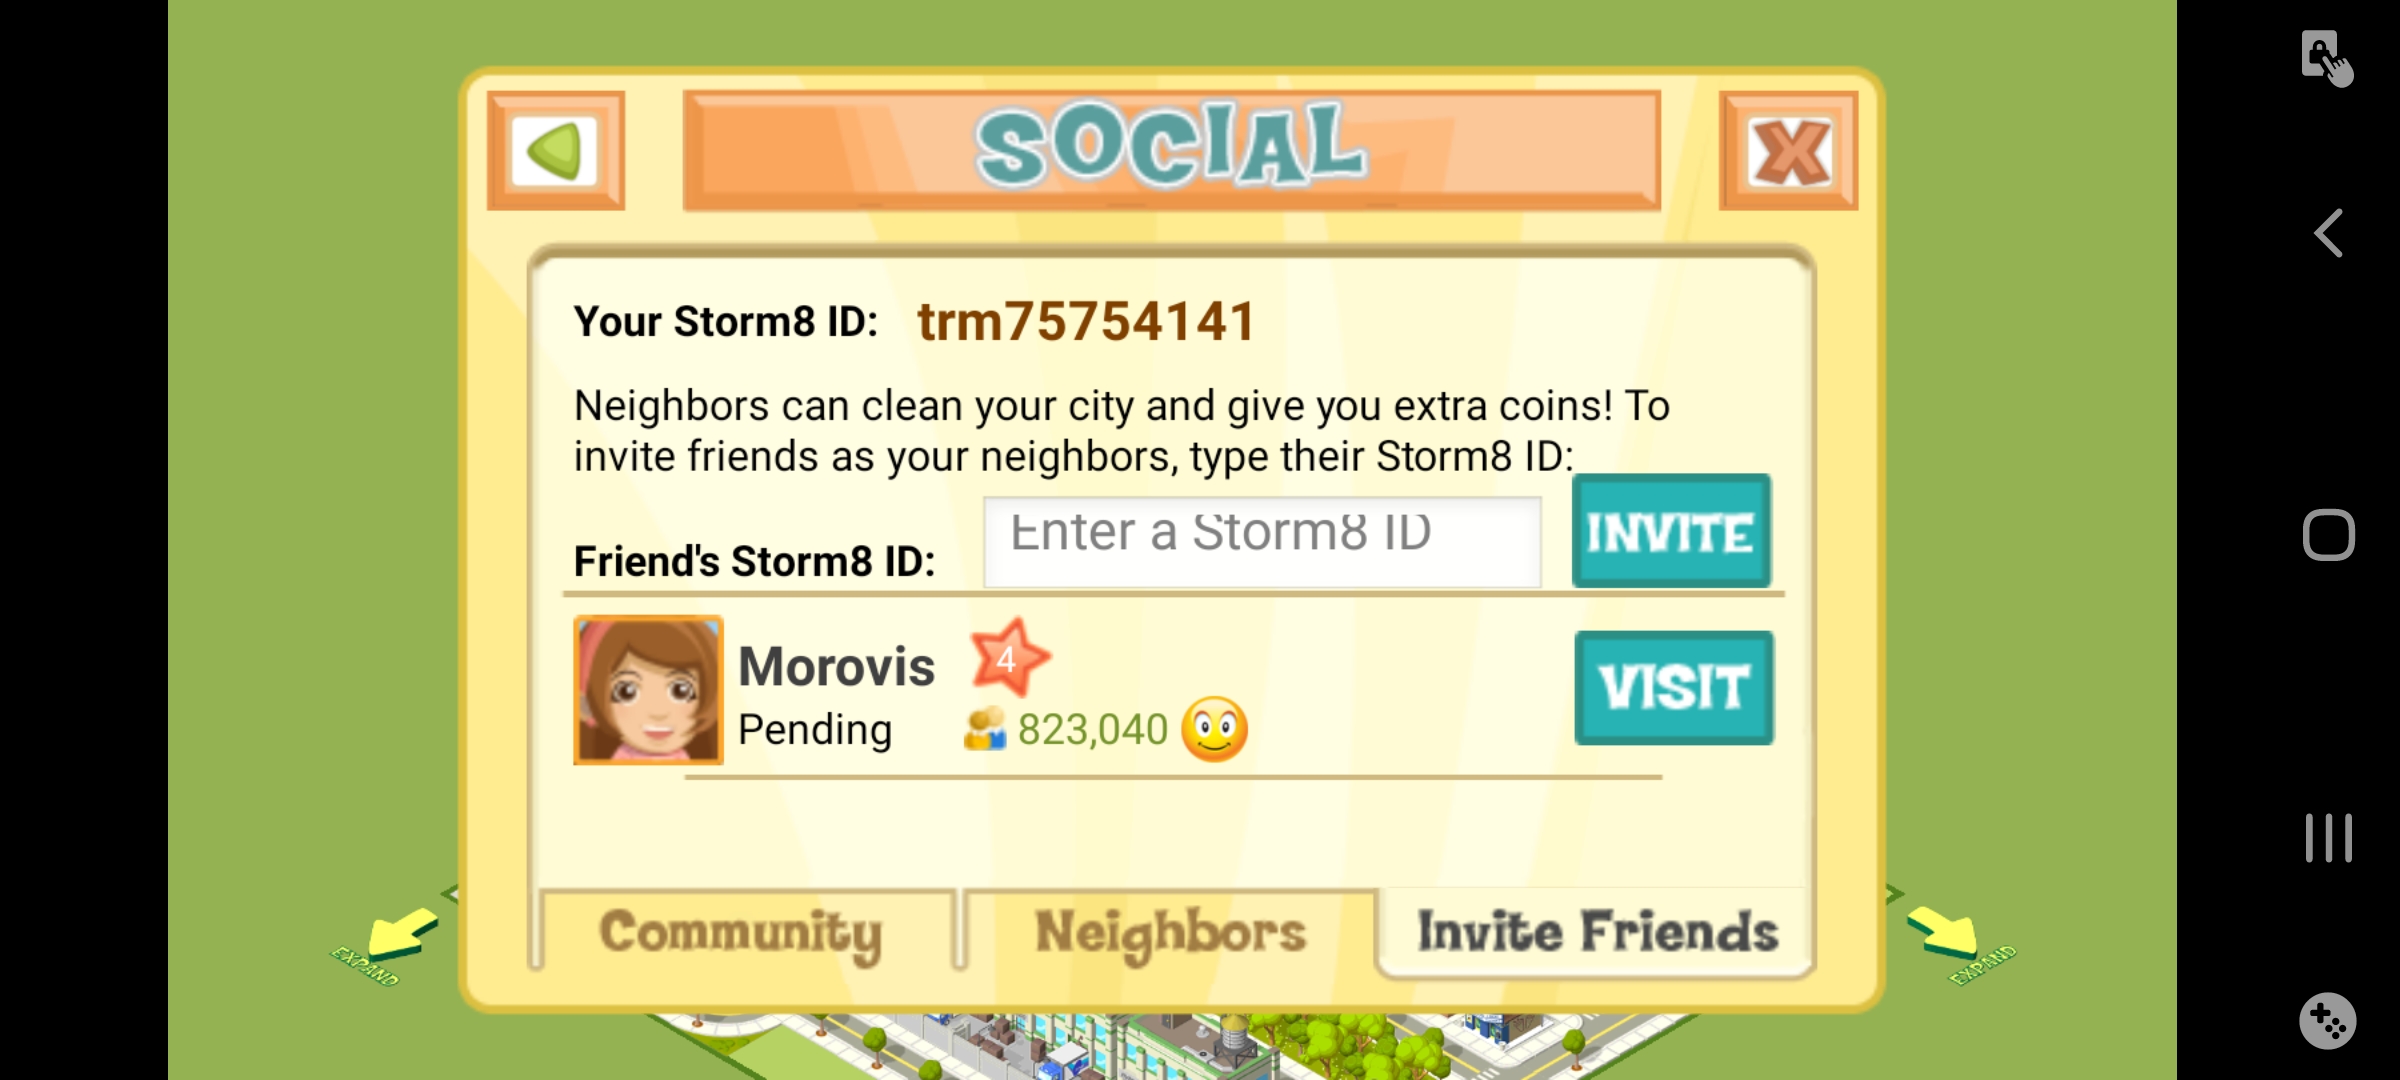 SOCIAL
Your Storm8 ID: trm75754141
Neighbors can clean your city and give you extra coins! To
invite friends as your neighbors, type their Storm8 ID:
Friend's Storm8 ID: Enter a Storm8 ID INVITE
Morovis 4
Pending 823,040
VISIT
Community Neighbors Invite Friends
EXPAND EXPAND